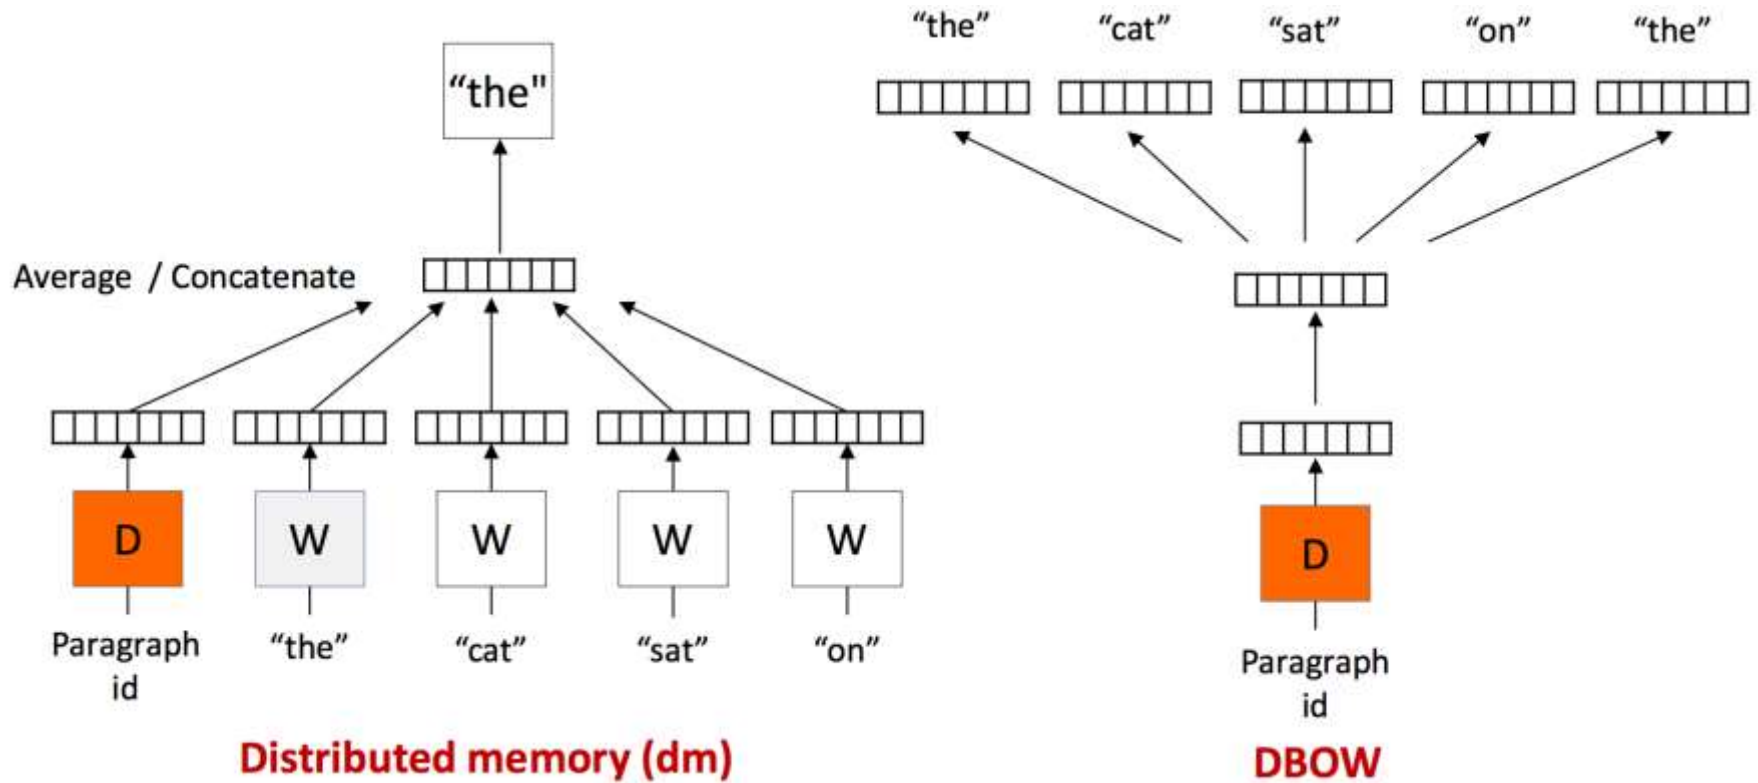 “the"
Average / Concatenate
D
W
W
W
W
Paragraph
id
“the”
“cat”
“sat”
“on”
Distributed memory (dm)
“the”
“cat”
“sat”
“on”
“the”
D
Paragraph
id
DBOW